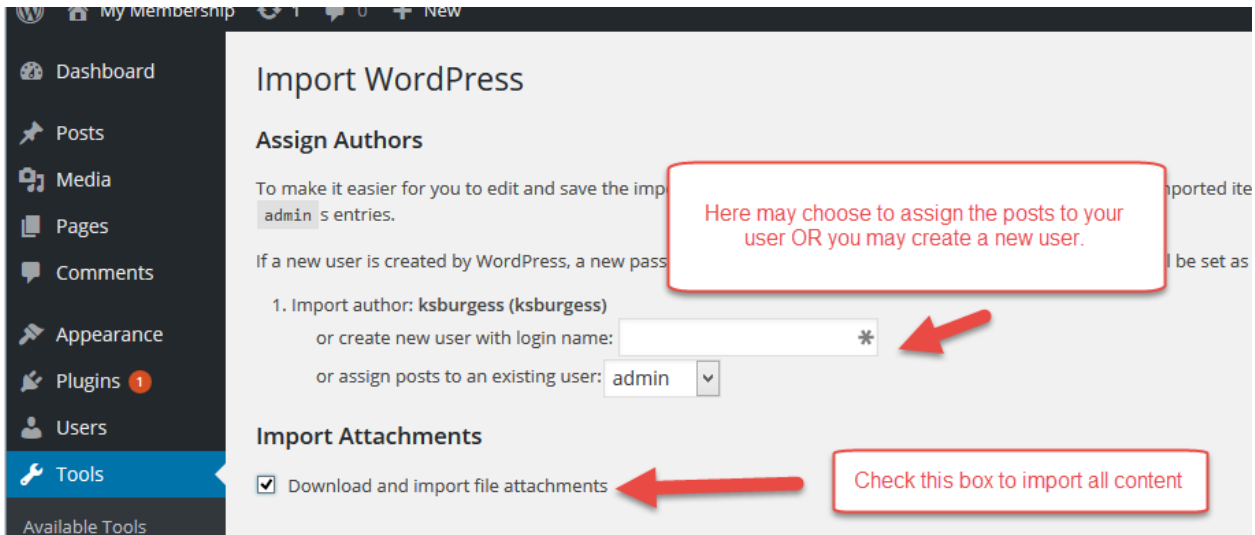 My Membership 1 0 + New
Dashboard
Posts
Media
Pages
Comments
Appearance
Plugins 1
Users
Tools
Available Tools
Import WordPress
Assign Authors
To make it easier for you to edit and save the
admin s entries.
If a new user is created by WordPress, a new
be set as
Here may choose to assign the posts to your
user OR you may create a new user.
1. Import author: ksburgess (ksburgess)
or create new user with login name:
or assign posts to an existing user: admin
Import Attachments
Download and import file attachments
Check this box to import all content